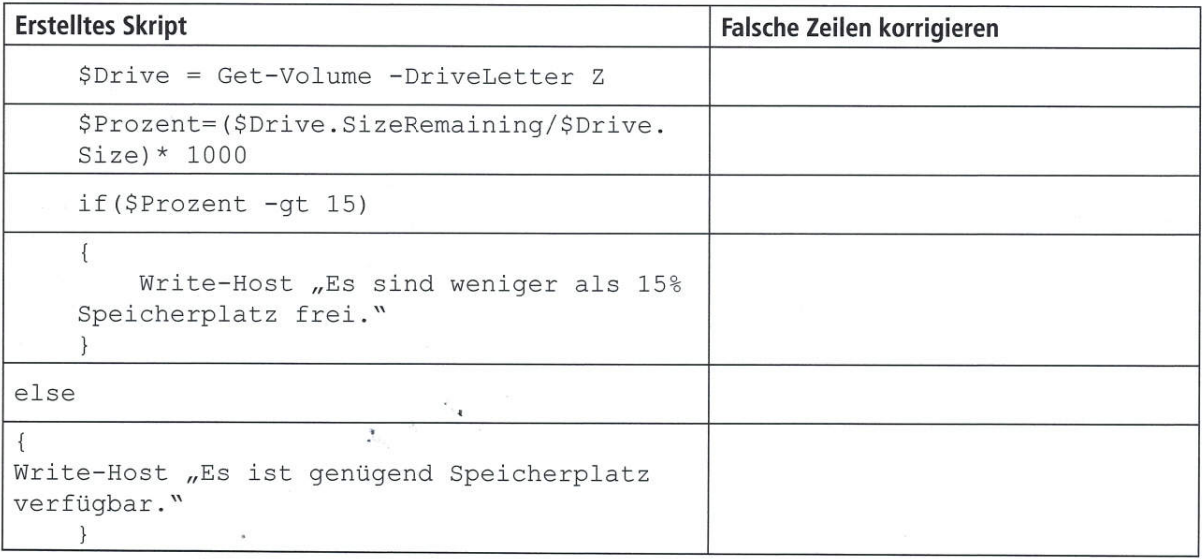 Erstelltes Skript
Falsche Zeilen korrigieren
$Drive = Get-Volume -DriveLetter Z
$Prozent=($Drive.SizeRemaining/$Drive.
Size)* 1000
if($Prozent -gt 15)
{
Write-Host „Es sind weniger als 15%
Speicherplatz frei.“
}
else
{
Write-Host „Es ist genügend Speicherplatz
verfügbar.“
}